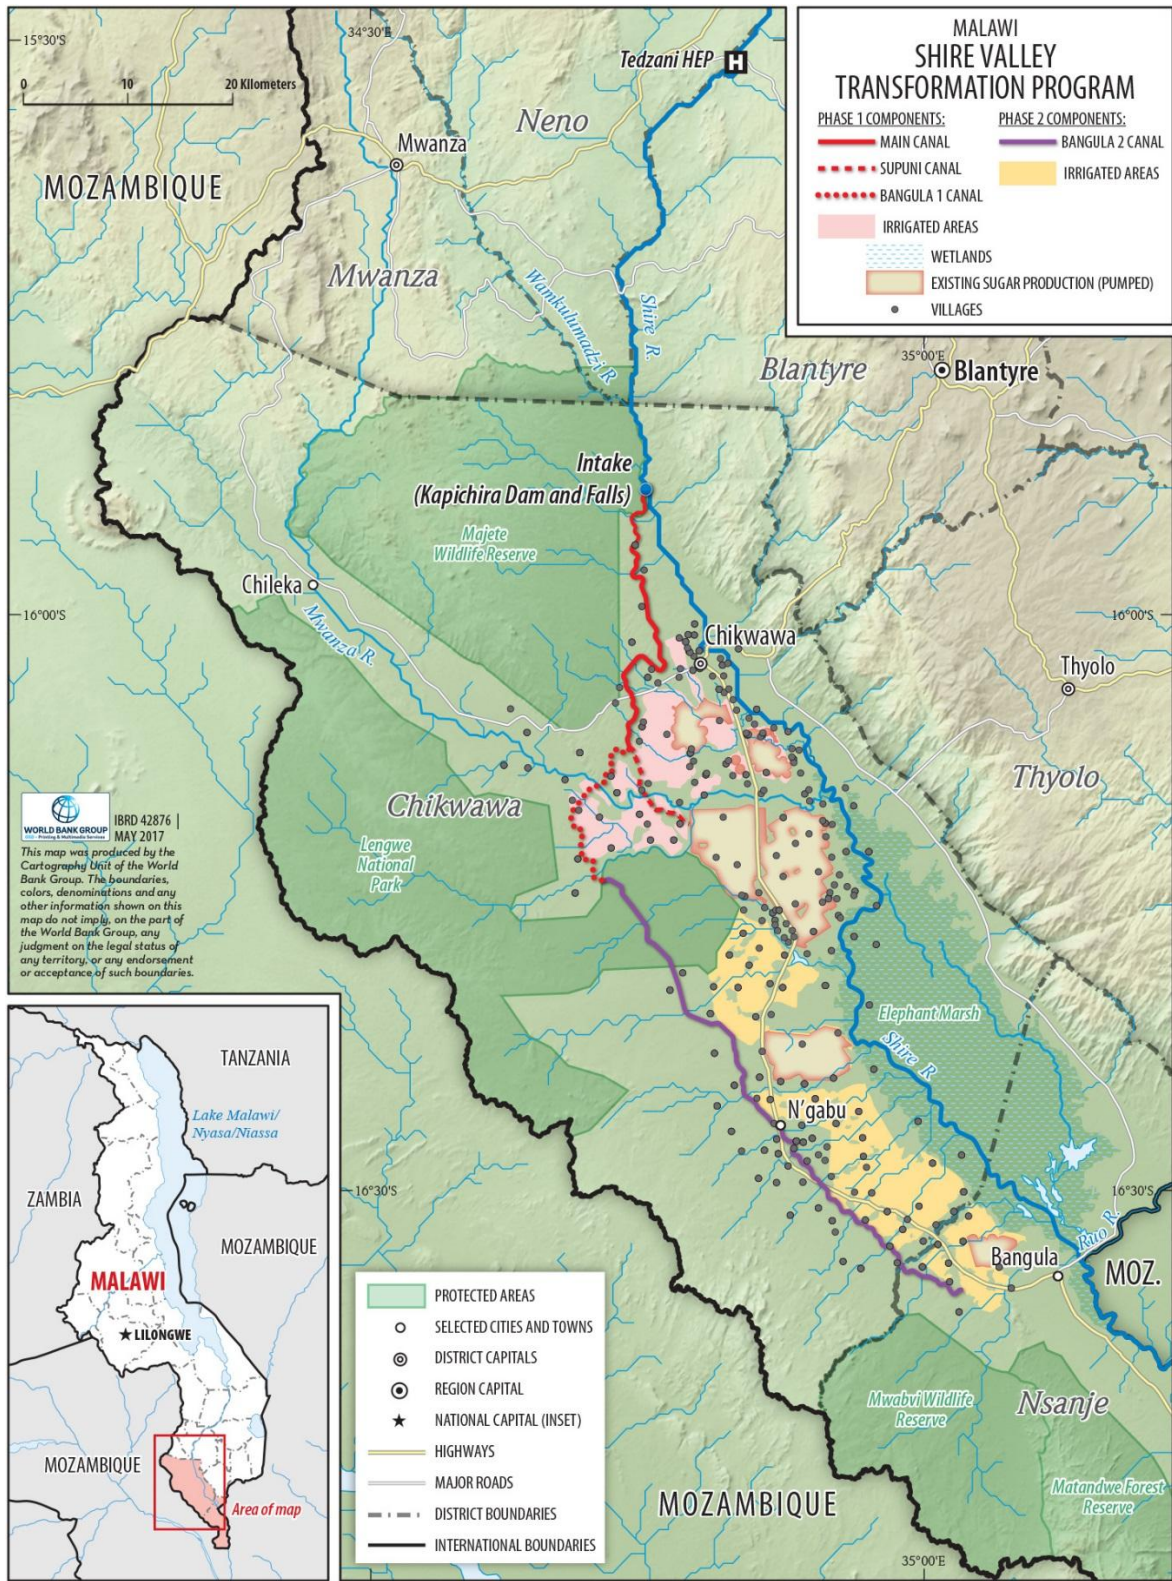 15°30'S
34°30'E
0 10 20 Kilometers
Tedzani HEP H
Neno
Mwanza
MOZAMBIQUE
Mwanza
Wamkulumadzi R.
Shire R.
MALAWI
SHIRE VALLEY
TRANSFORMATION PROGRAM
PHASE 1 COMPONENTS:
MAIN CANAL
SUPUNI CANAL
BANGULA 1 CANAL
IRRIGATED AREAS
PHASE 2 COMPONENTS:
BANGULA 2 CANAL
IRRIGATED AREAS
WETLANDS
EXISTING SUGAR PRODUCTION (PUMPED)
VILLAGES
35°00'E
Blantyre
Blantyre
Intake
(Kapichira Dam and Falls)
Majete
Wildlife Reserve
Chileka
16°00'S
16°00'S
Mwanza R.
Chikwawa
Thyolo
Thyolo
Chikwawa
Lengwe
National
Park
WORLD BANK GROUP
IBRD 42876 |
MAY 2017
This map was produced by the
Cartography Unit of the World
Bank Group. The boundaries,
colors, denominations and any
other information shown on this
map do not imply, on the part of
the World Bank Group, any
judgment on the legal status of
any territory, or any endorsement
or acceptance of such boundaries.
Elephant Marsh
Shire R.
N'gabu
16°30'S
16°30'S
Ruo R.
Bangula
MOZ.
Mwabvi Wildlife
Reserve
Nsanje
Matandwe Forest
Reserve
MOZAMBIQUE
35°00'E
TANZANIA
Lake Malawi/
Nyasa/Niassa
ZAMBIA
MOZAMBIQUE
MALAWI
LILONGWE
MOZAMBIQUE
Area of map
PROTECTED AREAS
SELECTED CITIES AND TOWNS
DISTRICT CAPITALS
REGION CAPITAL
NATIONAL CAPITAL (INSET)
HIGHWAYS
MAJOR ROADS
DISTRICT BOUNDARIES
INTERNATIONAL BOUNDARIES